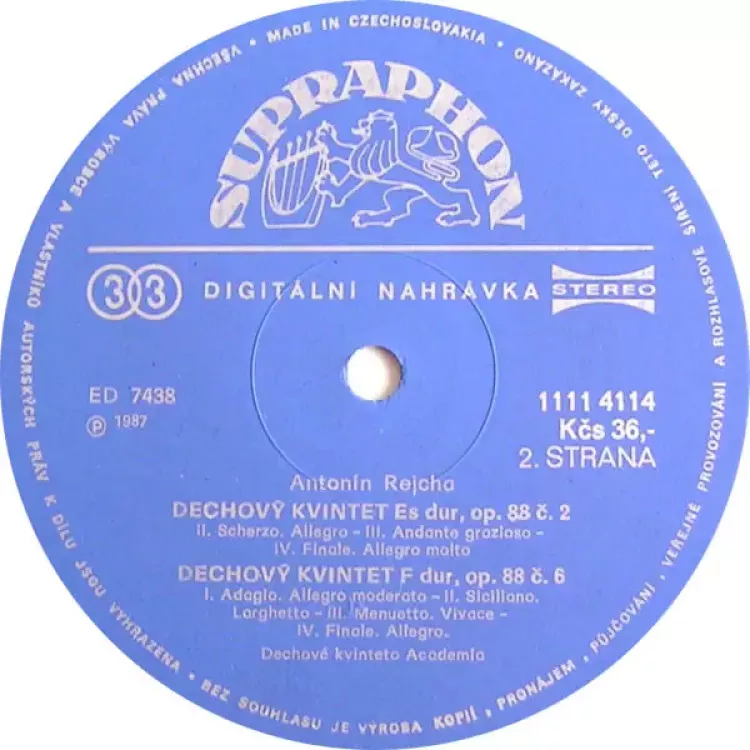 VŠECHNA PRÁVA VÝROBCE A VLASTNÍKŮ AUTORSKÝCH PRÁV K DÍLU JSOU VYHRAZENA • BEZ SOUHLASU JE VÝROBA KOPIÍ, PRONÁJEM, PŮJČOVÁNÍ, VEŘEJNÉ PROVOZOVÁNÍ A ROZHLASOVÉ ŠÍŘENÍ TÉTO DESKY ZAKÁZÁNO • MADE IN CZECHOSLOVAKIA •
SUPRAPHON
33 DIGITÁLNÍ NAHRÁVKA STEREO
ED 7438
1111 4114
Ⓟ 1987
Kčs 36,-
2. STRANA
Antonín Rejcha
DECHOVÝ KVINTET Es dur, op. 88 č. 2
II. Scherzo. Allegro – III. Andante grazioso –
IV. Finale. Allegro molto
DECHOVÝ KVINTET F dur, op. 88 č. 6
I. Adagio. Allegro moderato – II. Siciliano.
Larghetto – III. Menuetto. Vivace –
IV. Finale. Allegro.
Dechové kvinteto Academia